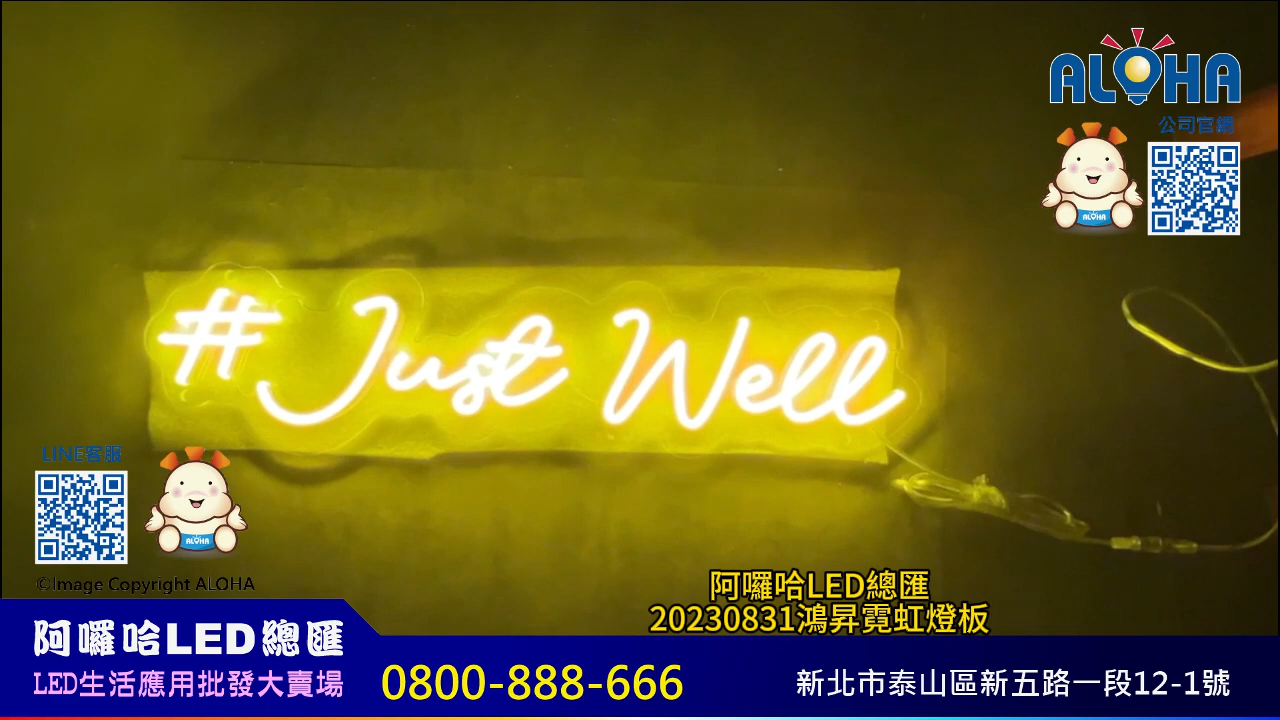 ALOHA
公司官網
ALOHA
#Just Well
LINE客服
ALOHA
©Image Copyright ALOHA
阿囉哈LED總匯
20230831鴻昇霓虹燈板
阿囉哈LED總匯
LED生活應用批發大賣場
0800-888-666
新北市泰山區新五路一段12-1號